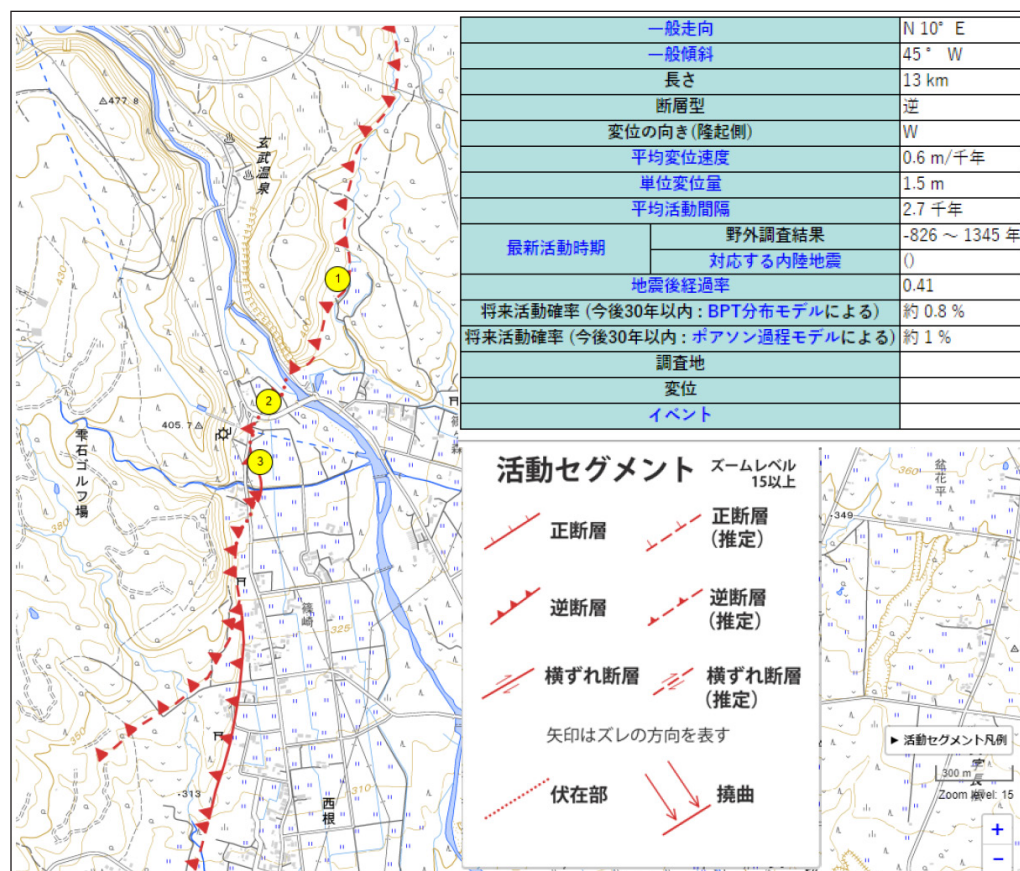 一般走向 N 10° E
一般傾斜 45 ° W
長さ 13 km
断層型 逆
変位の向き(隆起側) W
平均変位速度 0.6 m/千年
単位変位量 1.5 m
平均活動間隔 2.7 千年
最新活動時期 野外調査結果 -826 ～ 1345 年
対応する内陸地震 ()
地震後経過率 0.41
将来活動確率 (今後30年以内 : BPT分布モデルによる) 約 0.8 %
将来活動確率 (今後30年以内 : ポアソン過程モデルによる) 約 1 %
調査地
変位
イベント
477.8
玄武温泉
430
1
2
405.7
3
雫石ゴルフ場
380
篠崎
325
350
310
-313
西根
活動セグメント ズームレベル
15以上
正断層 正断層
(推定)
逆断層 逆断層
(推定)
横ずれ断層 横ずれ断層
(推定)
矢印はズレの方向を表す
伏在部 撓曲
360
盆花平
-349
▶ 活動セグメント凡例
300 m
Zoom level: 15
+
−